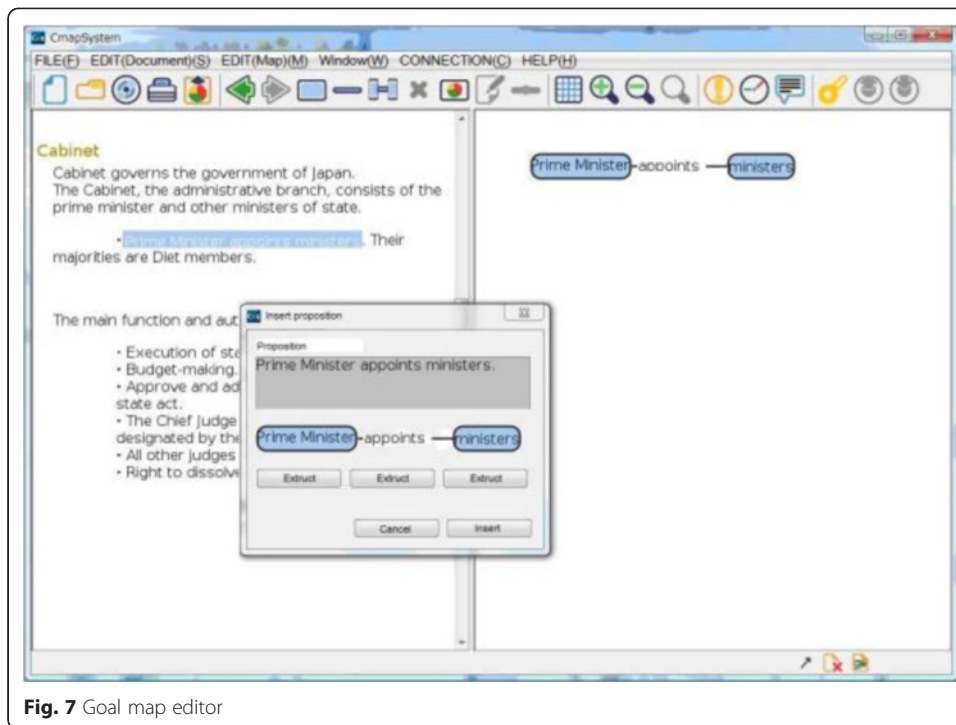 CmapSystem
FILE(F) EDIT(Document)(S) EDIT(Map)(M) Window(W) CONNECTION(C) HELP(H)
Cabinet
Cabinet governs the government of Japan.
The Cabinet, the administrative branch, consists of the
prime minister and other ministers of state.
• Prime Minister appoints ministers. Their
majorities are Diet members.
The main function and aut
• Execution of sta
• Budget-making.
• Approve and ad
state act.
• The Chief Judge
designated by the
• All other judges
• Right to dissolve
Prime Minister appoints ministers
Insert proposition
Proposition
Prime Minister appoints ministers.
Prime Minister appoints ministers
Extruct Extruct Extruct
Cancel Insert
Fig. 7 Goal map editor